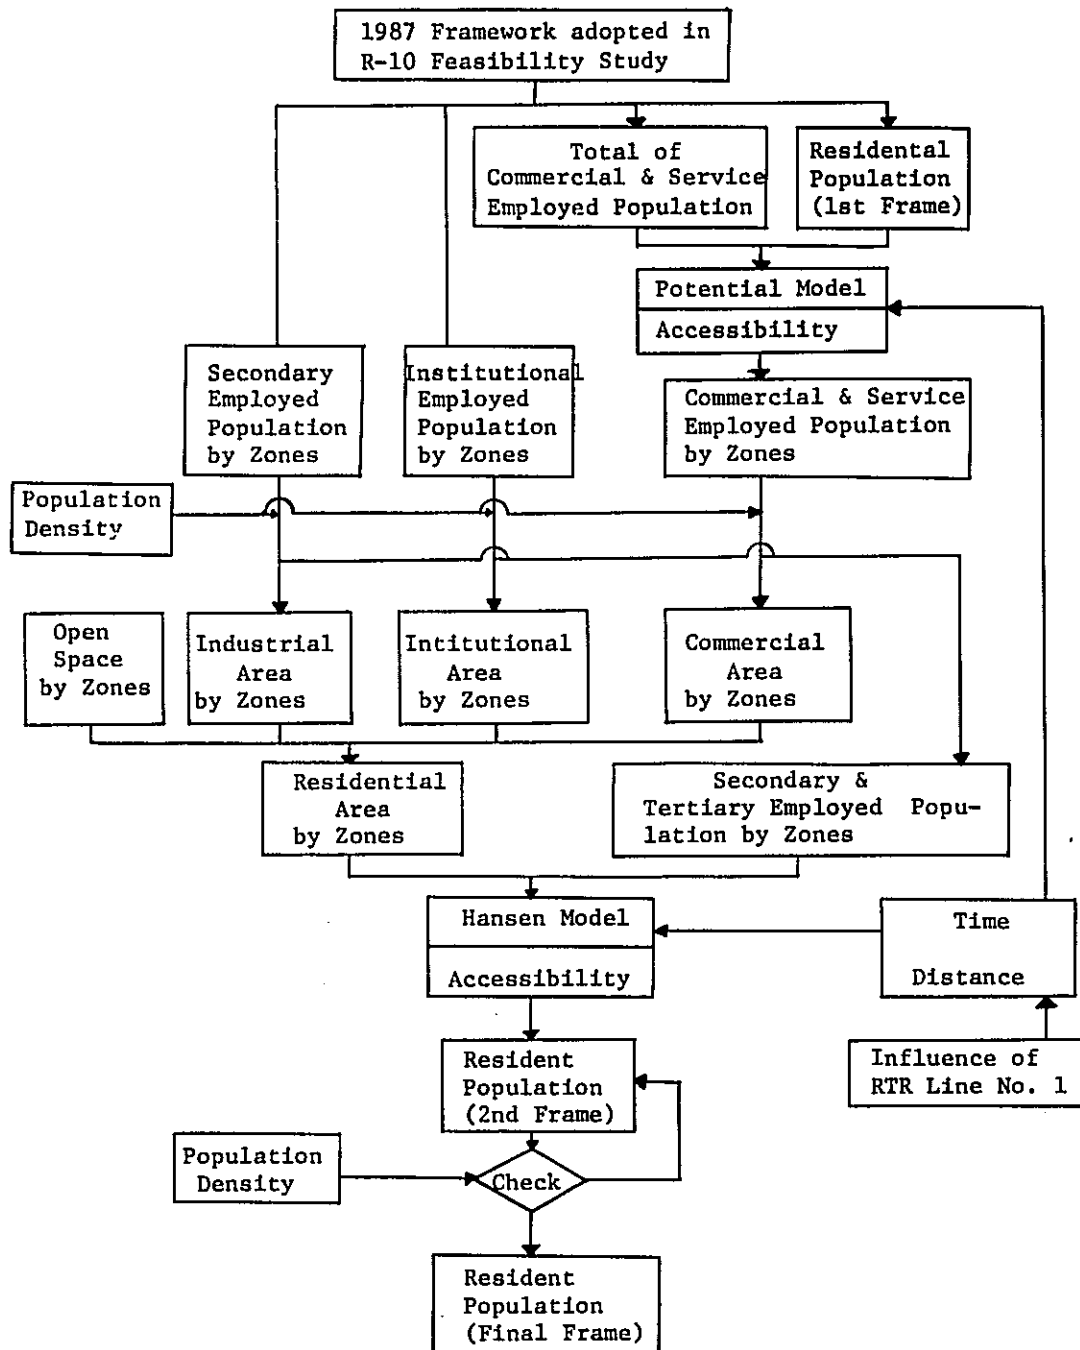 1987 Framework adopted in
R-10 Feasibility Study
Total of
Commercial & Service
Employed Population
Residental
Population
(1st Frame)
Potential Model
Accessibility
Secondary
Employed
Population
by Zones
Institutional
Employed
Population
by Zones
Commercial & Service
Employed Population
by Zones
Population
Density
Open
Space
by Zones
Industrial
Area
by Zones
Intitutional
Area
by Zones
Commercial
Area
by Zones
Residential
Area
by Zones
Secondary &
Tertiary Employed Popu-
lation by Zones
Hansen Model
Accessibility
Time
Distance
Influence of
RTR Line No. 1
Resident
Population
(2nd Frame)
Population
Density
Check
Resident
Population
(Final Frame)